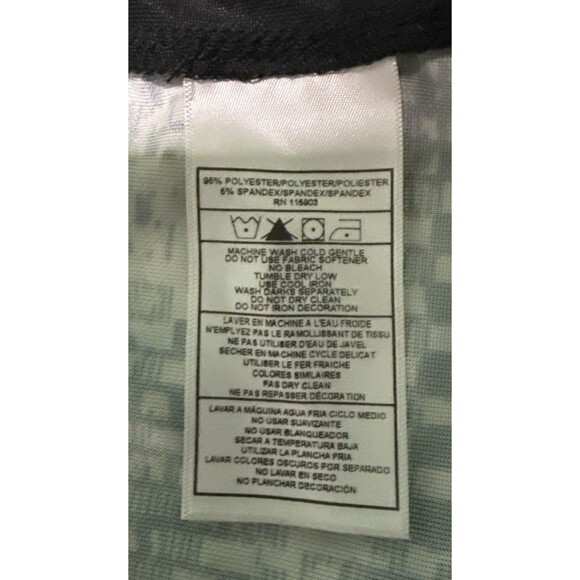 95% POLYESTER/POLYESTER/POLIESTER
5% SPANDEX/SPANDEX/SPANDEX
RN 115903
MACHINE WASH COLD GENTLE
DO NOT USE FABRIC SOFTENER
NO BLEACH
TUMBLE DRY LOW
USE COOL IRON
WASH DARKS SEPARATELY
DO NOT DRY CLEAN
DO NOT IRON DECORATION
LAVER EN MACHINE A L'EAU FROIDE
N'EMPLYEZ PAS LE RAMOLLISSANT DE TISSU
NE PAS UTILISER D'EAU DE JAVEL
SECHER EN MACHINE CYCLE DELICAT
UTILISER LE FER FRAICHE
COLORES SIMILAIRES
PAS DRY CLEAN
NE PAS REPASSER DÉCORATION
LAVAR A MÁQUINA AGUA FRIA CICLO MEDIO
NO USAR SUAVIZANTE
NO USAR BLANQUEADOR
SECAR A TEMPERATURA BAJA
UTILIZAR LA PLANCHA FRIA
LAVAR COLORES OSCUROS POR SEPARADO
NO LAVAR EN SECO
NO PLANCHAR DECORACIÓN